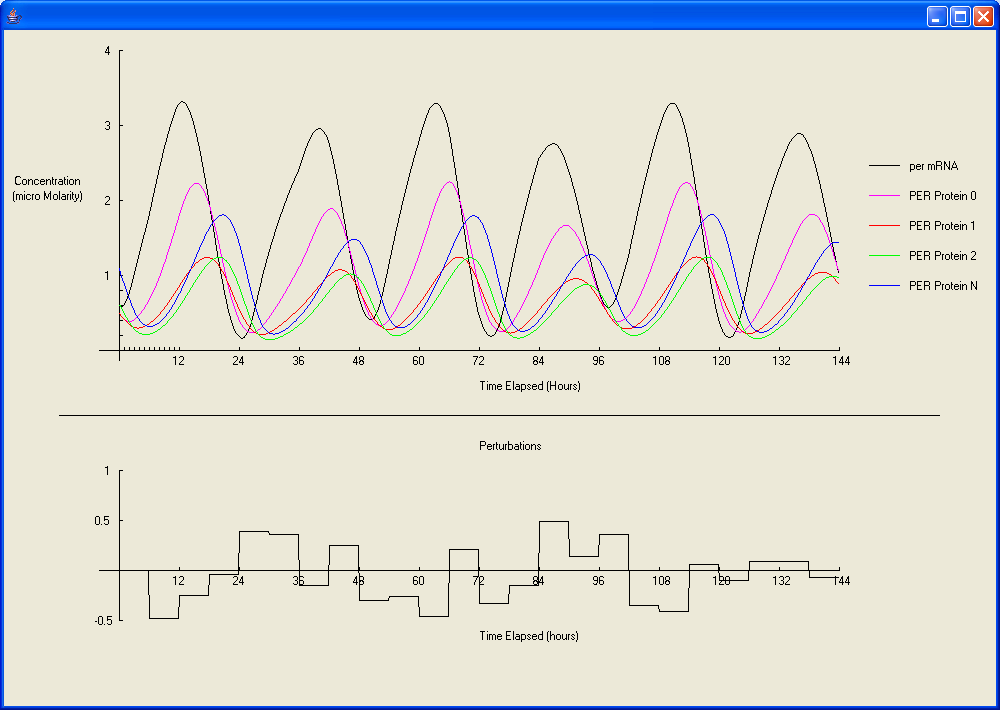 4
3
Concentration
(micro Molarity)
2
1
per mRNA
PER Protein 0
PER Protein 1
PER Protein 2
PER Protein N
12 24 36 48 60 72 84 96 108 120 132 144
Time Elapsed (Hours)
Perturbations
1
0.5
12 24 36 48 60 72 84 96 108 120 132 144
-0.5
Time Elapsed (hours)